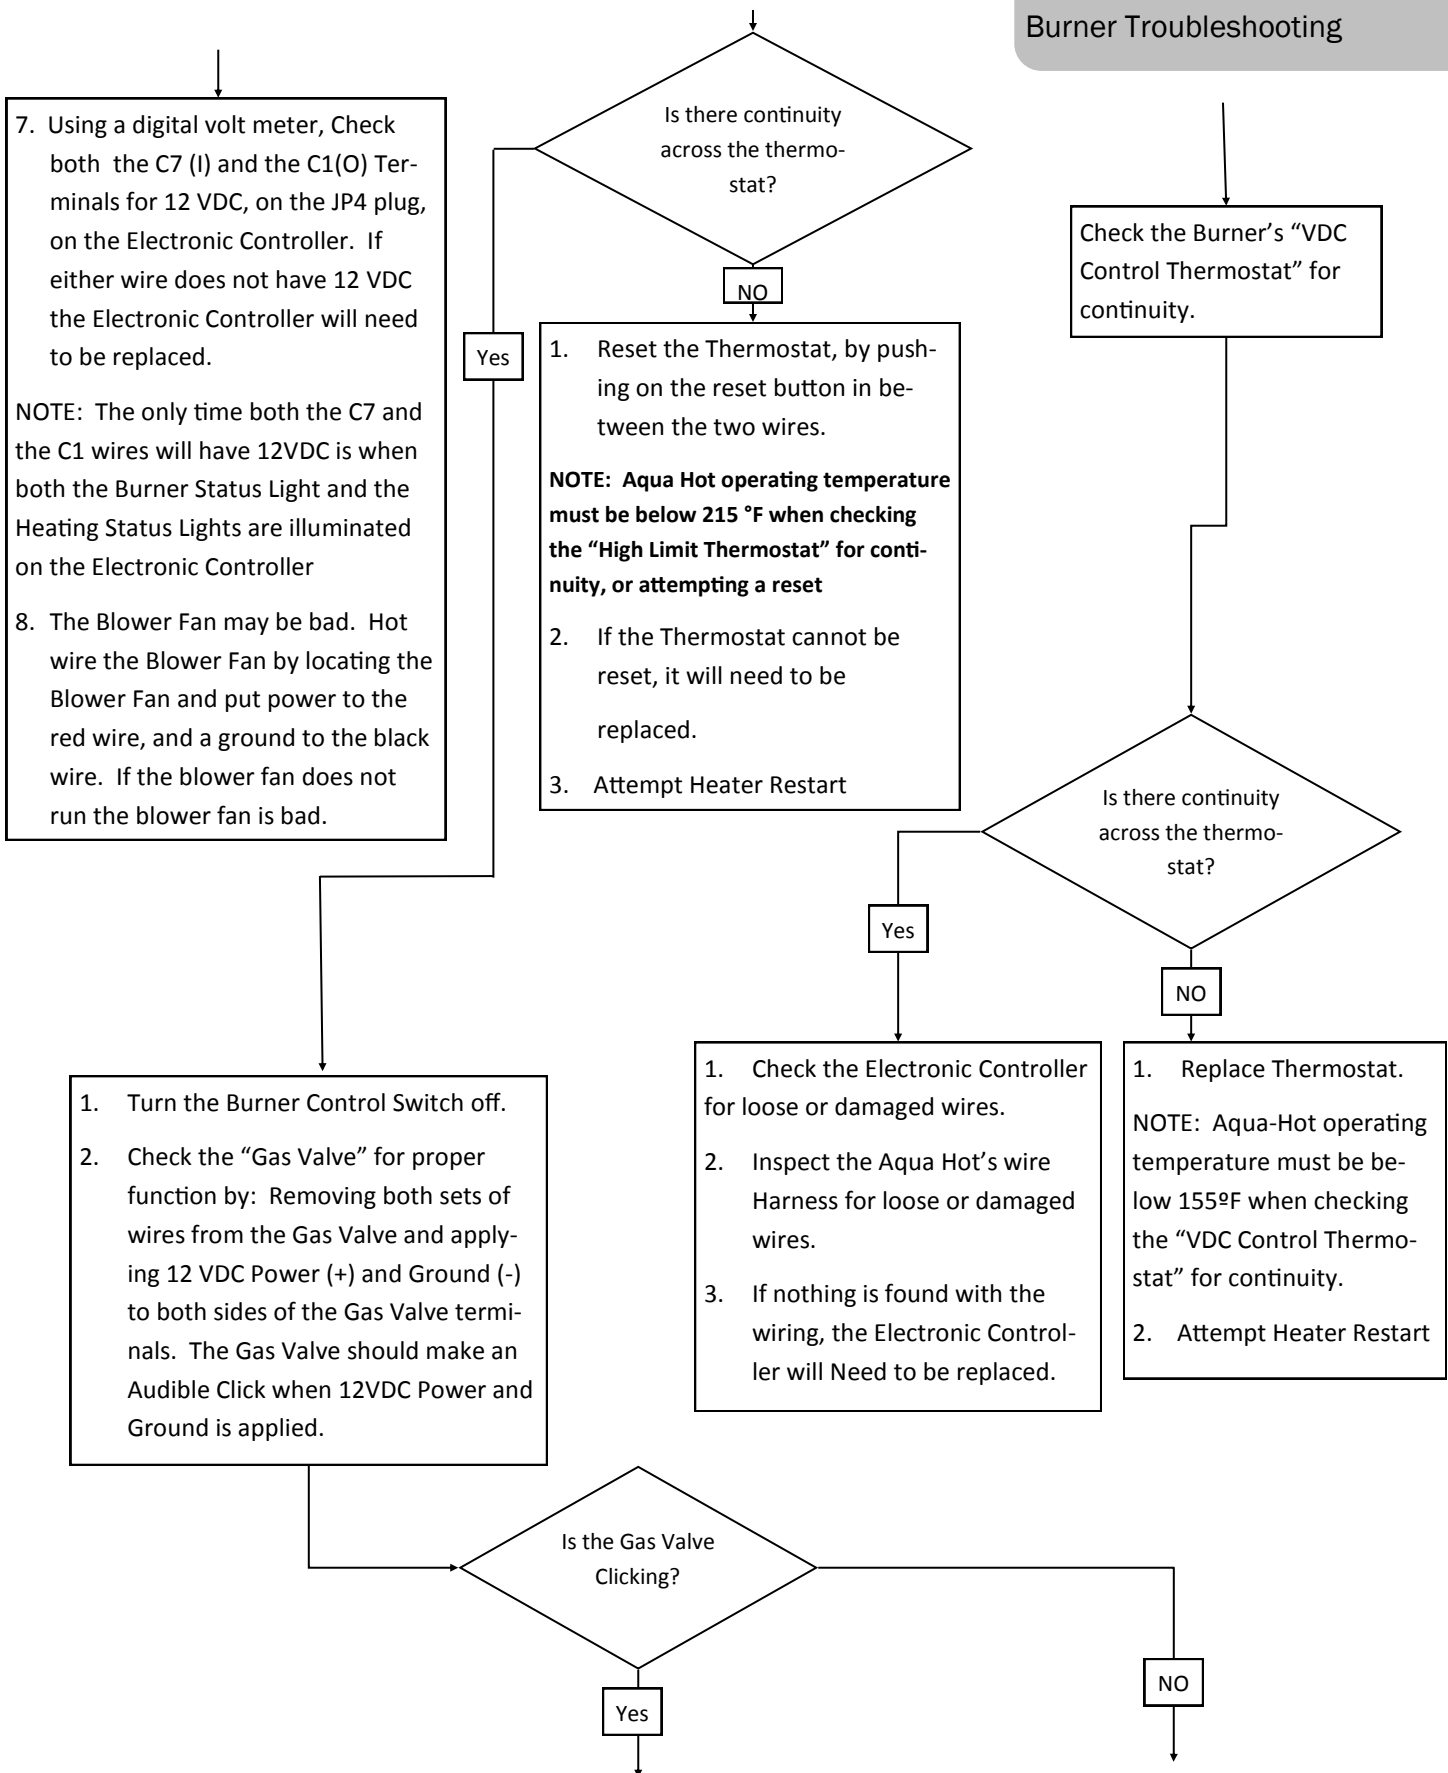 Burner Troubleshooting
7. Using a digital volt meter, Check
both the C7 (I) and the C1(O) Ter-
minals for 12 VDC, on the JP4 plug,
on the Electronic Controller. If
either wire does not have 12 VDC
the Electronic Controller will need
to be replaced.
NOTE: The only time both the C7 and
the C1 wires will have 12VDC is when
both the Burner Status Light and the
Heating Status Lights are illuminated
on the Electronic Controller
8. The Blower Fan may be bad. Hot
wire the Blower Fan by locating the
Blower Fan and put power to the
red wire, and a ground to the black
wire. If the blower fan does not
run the blower fan is bad.
Is there continuity
across the thermo-
stat?
NO
Yes
1. Reset the Thermostat, by push-
ing on the reset button in be-
tween the two wires.
NOTE: Aqua Hot operating temperature
must be below 215 °F when checking
the “High Limit Thermostat” for conti-
nuity, or attempting a reset
2. If the Thermostat cannot be
reset, it will need to be
replaced.
3. Attempt Heater Restart
Check the Burner’s “VDC
Control Thermostat” for
continuity.
Is there continuity
across the thermo-
stat?
Yes
NO
1. Check the Electronic Controller
for loose or damaged wires.
2. Inspect the Aqua Hot’s wire
Harness for loose or damaged
wires.
3. If nothing is found with the
wiring, the Electronic Control-
ler will Need to be replaced.
1. Replace Thermostat.
NOTE: Aqua-Hot operating
temperature must be be-
low 155ºF when checking
the “VDC Control Thermo-
stat” for continuity.
2. Attempt Heater Restart
1. Turn the Burner Control Switch off.
2. Check the “Gas Valve” for proper
function by: Removing both sets of
wires from the Gas Valve and apply-
ing 12 VDC Power (+) and Ground (-)
to both sides of the Gas Valve termi-
nals. The Gas Valve should make an
Audible Click when 12VDC Power and
Ground is applied.
Is the Gas Valve
Clicking?
Yes
NO